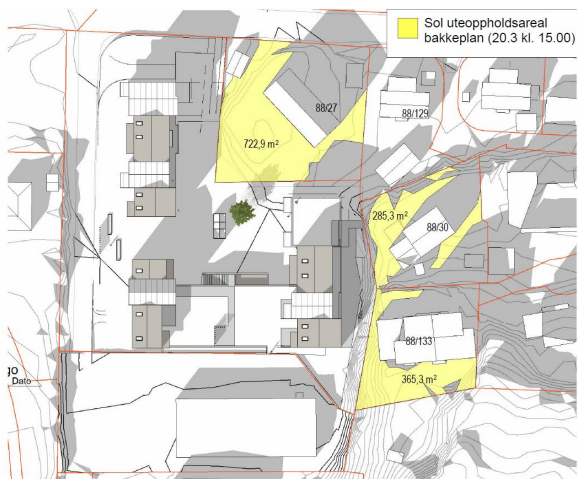 Sol uteoppholdsareal
bakkeplan (20.3 kl. 15.00)
88/27
88/129
722,9 m²
285,3 m²
88/30
88/133
go
Dato
365,3 m²